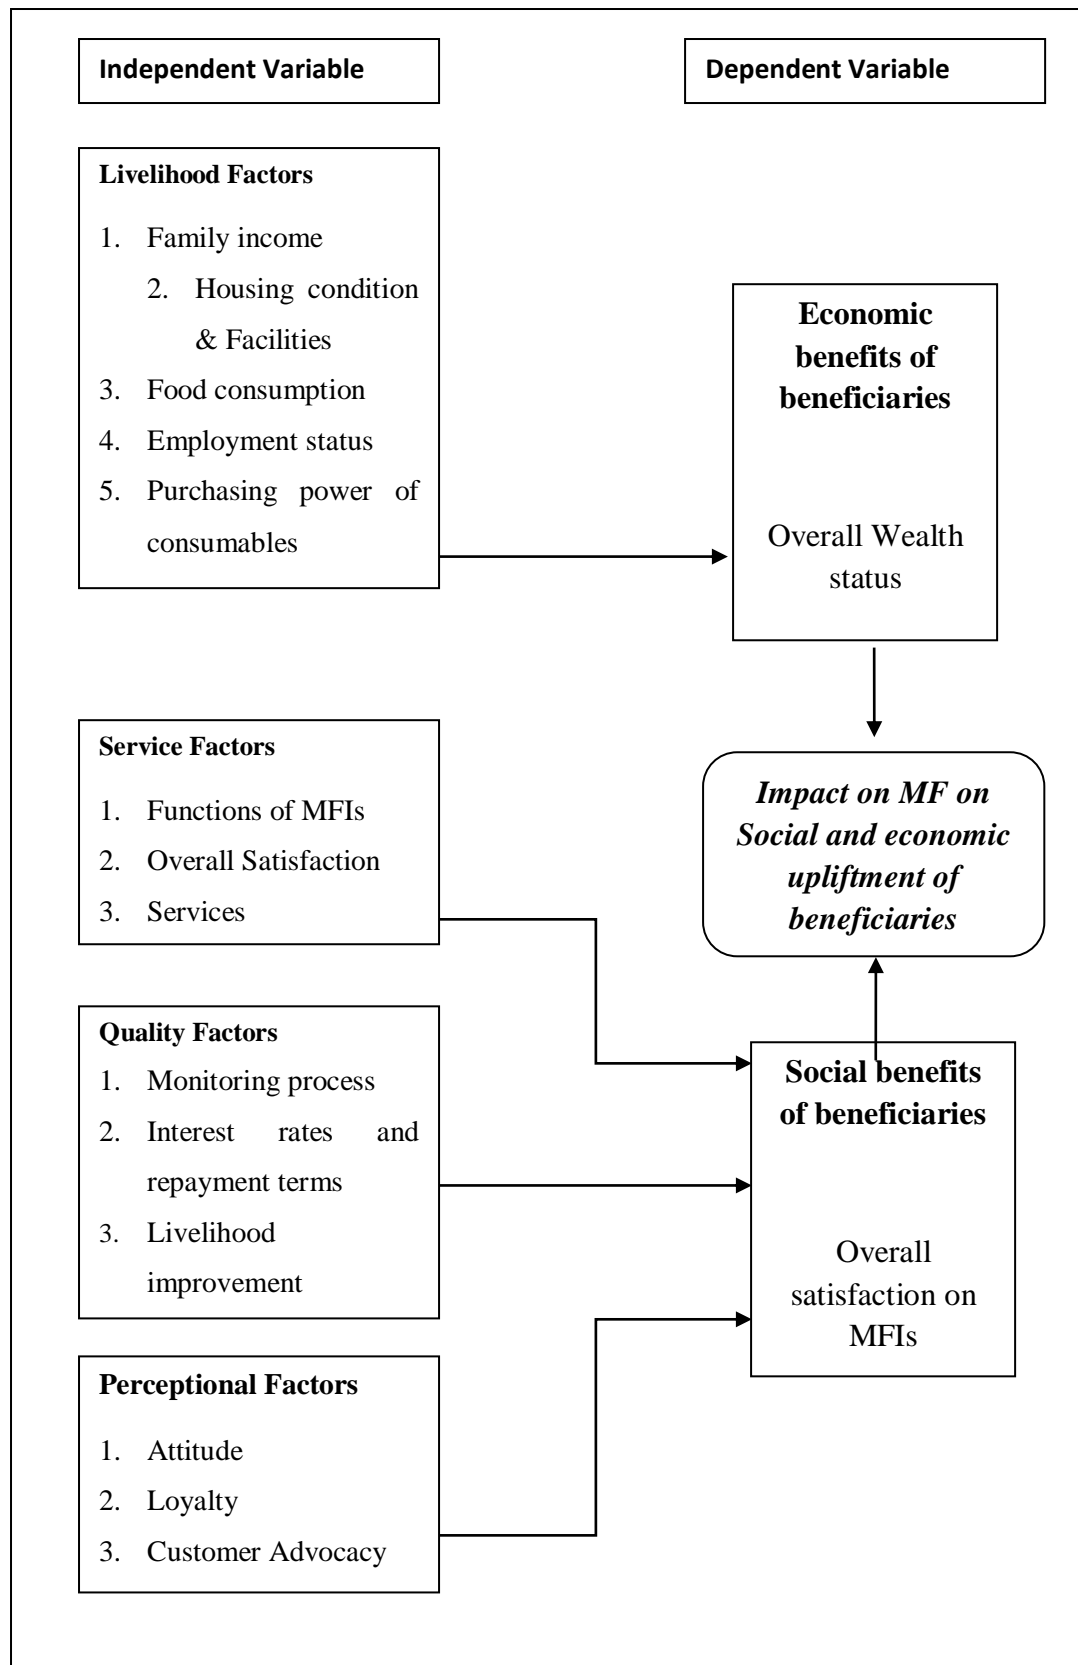 Independent Variable
Dependent Variable
Livelihood Factors
1. Family income
2. Housing condition
& Facilities
3. Food consumption
4. Employment status
5. Purchasing power of
consumables
Economic
benefits of
beneficiaries
Overall Wealth
status
Service Factors
1. Functions of MFIs
2. Overall Satisfaction
3. Services
Impact on MF on
Social and economic
upliftment of
beneficiaries
Quality Factors
1. Monitoring process
2. Interest rates and
repayment terms
3. Livelihood
improvement
Social benefits
of beneficiaries
Overall
satisfaction on
MFIs
Perceptional Factors
1. Attitude
2. Loyalty
3. Customer Advocacy